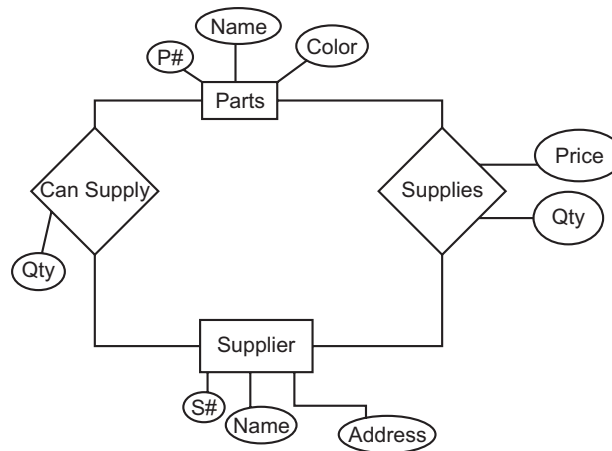 Name
P#
Color
Parts
Can Supply
Supplies
Price
Qty
Qty
Supplier
S#
Name
Address